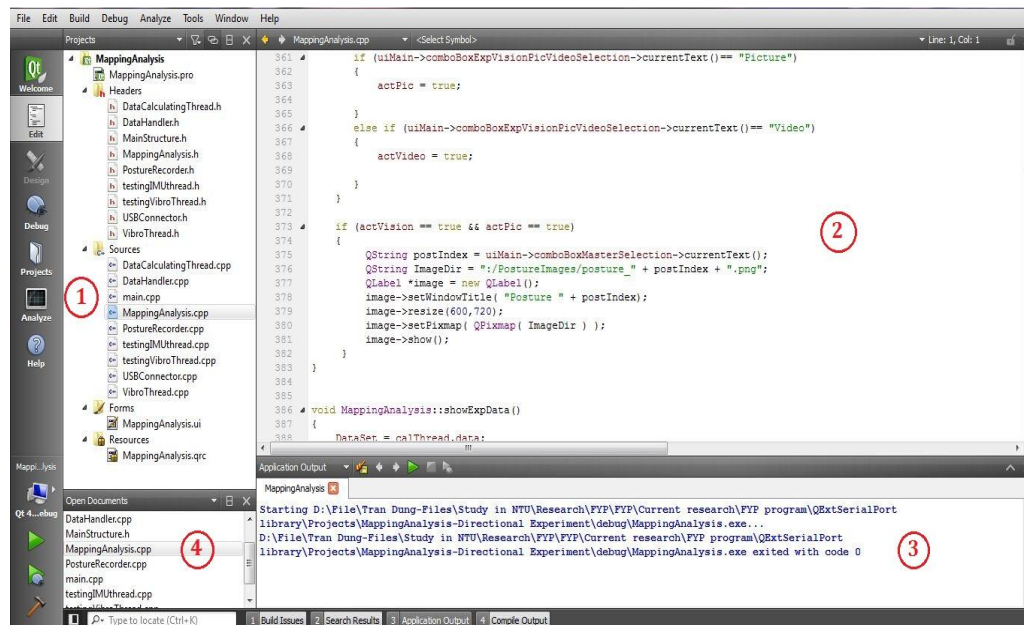 File Edit Build Debug Analyze Tools Window Help
Projects
MappingAnalysis.cpp <Select Symbol> Line: 1, Col: 1
Qt
Welcome
Edit
Design
Debug
Projects
Analyze
Help
MappingAnalysis
MappingAnalysis.pro
Headers
DataCalculatingThread.h
DataHandler.h
MainStructure.h
MappingAnalysis.h
PostureRecorder.h
testingIMUthread.h
testingVibroThread.h
USBConnector.h
VibroThread.h
Sources
DataCalculatingThread.cpp
DataHandler.cpp
main.cpp
MappingAnalysis.cpp
PostureRecorder.cpp
testingIMUthread.cpp
testingVibroThread.cpp
USBConnector.cpp
VibroThread.cpp
Forms
MappingAnalysis.ui
Resources
MappingAnalysis.qrc
1
361 if (uiMain->comboBoxExpVisionPicVideoSelection->currentText()== "Picture")
362 {
363 actPic = true;
364
365 }
366 else if (uiMain->comboBoxExpVisionPicVideoSelection->currentText()== "Video")
367 {
368 actVideo = true;
369
370 }
371 }
372
373 if (actVision == true && actPic == true)
374 {
375 QString postIndex = uiMain->comboBoxMasterSelection->currentText();
376 QString ImageDir = ":/PostureImages/posture_" + postIndex + ".png";
377 QLabel *image = new QLabel();
378 image->setWindowTitle( "Posture " + postIndex);
379 image->resize(600,720);
380 image->setPixmap( QPixmap( ImageDir ) );
381 image->show();
382 }
383 }
384
385
386 void MappingAnalysis::showExpData()
387 {
388 DataSet = calThread.data;
2
Mappi...lysis
Qt 4...ebug
Open Documents
DataHandler.cpp
MainStructure.h
MappingAnalysis.cpp
PostureRecorder.cpp
main.cpp
testingIMUthread.cpp
testingVibroThread.cpp
4
Application Output
MappingAnalysis
Starting D:\File\Tran Dung-Files\Study in NTU\Research\FYP\FYP\Current research\FYP program\QExtSerialPort
library\Projects\MappingAnalysis-Directional Experiment\debug\MappingAnalysis.exe...
D:\File\Tran Dung-Files\Study in NTU\Research\FYP\FYP\Current research\FYP program\QExtSerialPort
library\Projects\MappingAnalysis-Directional Experiment\debug\MappingAnalysis.exe exited with code 0
3
Type to locate (Ctrl+K) 1 Build Issues 2 Search Results 3 Application Output 4 Compile Output